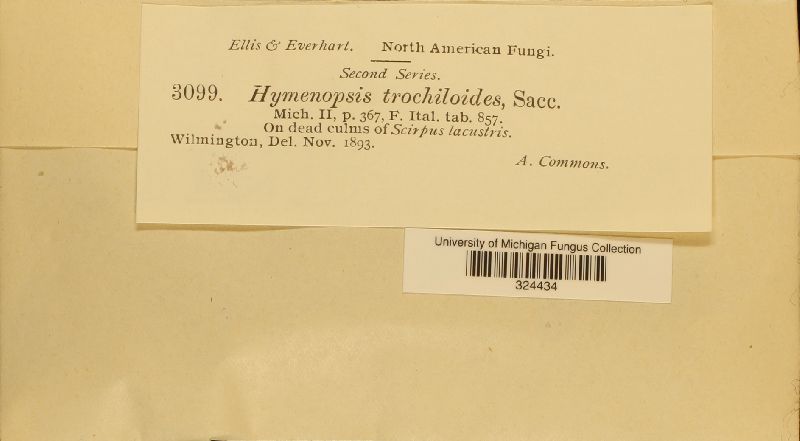 Ellis & Everhart. North American Fungi.
Second Series.
3099. Hymenopsis trochiloides, Sacc.
Mich. II, p. 367, F. Ital. tab. 857.
On dead culms of Scirpus lacustris.
Wilmington, Del. Nov. 1893.
A. Commons.
University of Michigan Fungus Collection
324434